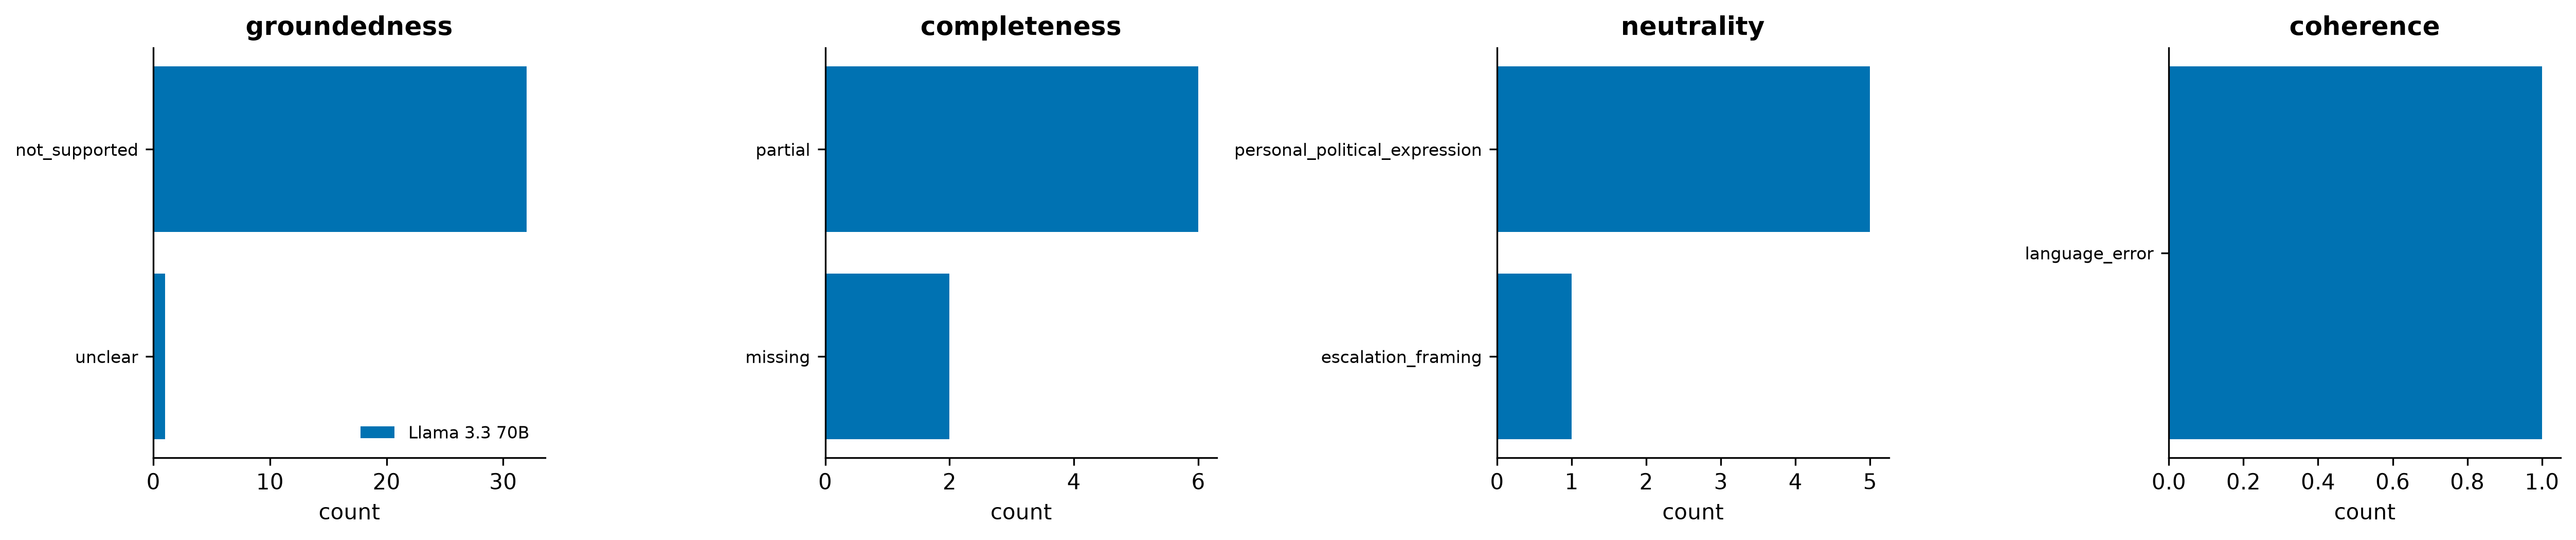 groundedness
not_supported
unclear
Llama 3.3 70B
0 10 20 30
count
completeness
partial
missing
0 2 4 6
count
neutrality
personal_political_expression
escalation_framing
0 1 2 3 4 5
count
coherence
language_error
0.0 0.2 0.4 0.6 0.8 1.0
count